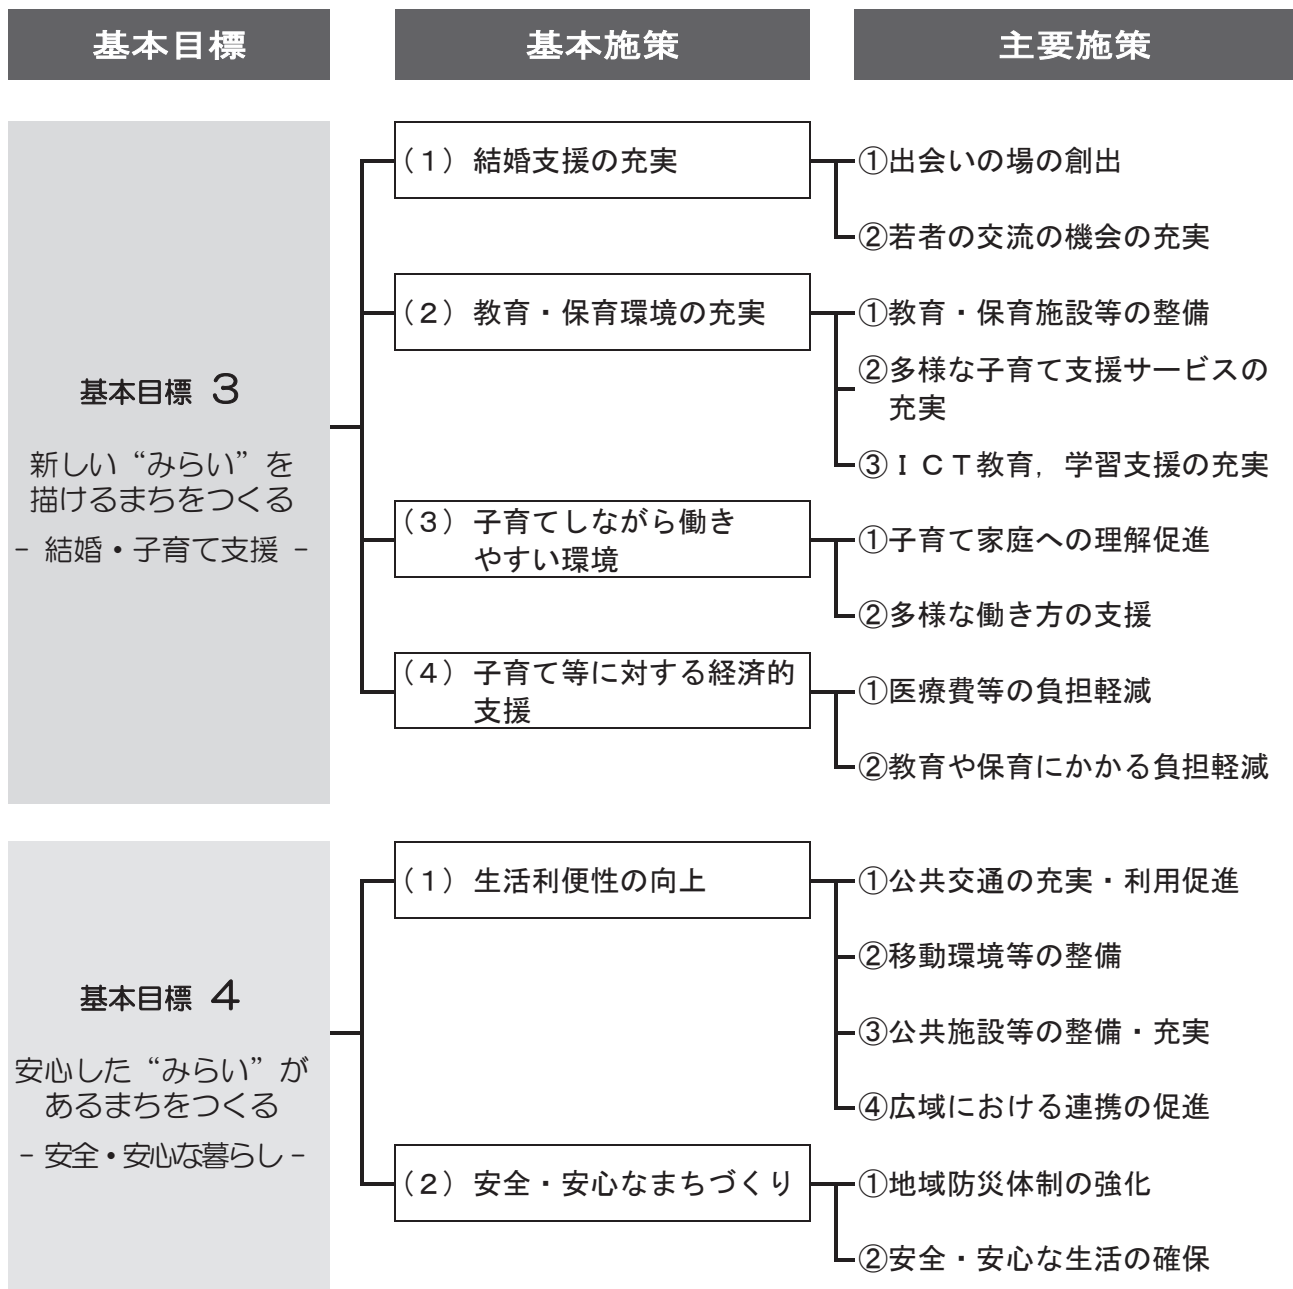 基本目標
基本施策
主要施策
基本目標 3
新しい“みらい”を
描けるまちをつくる
- 結婚・子育て支援 -
（１）結婚支援の充実
①出会いの場の創出
②若者の交流の機会の充実
（２）教育・保育環境の充実
①教育・保育施設等の整備
②多様な子育て支援サービスの
充実
③ＩＣＴ教育，学習支援の充実
（３）子育てしながら働き
やすい環境
①子育て家庭への理解促進
②多様な働き方の支援
（４）子育て等に対する経済的
支援
①医療費等の負担軽減
②教育や保育にかかる負担軽減
基本目標 4
安心した“みらい”が
あるまちをつくる
- 安全・安心な暮らし -
（１）生活利便性の向上
①公共交通の充実・利用促進
②移動環境等の整備
③公共施設等の整備・充実
④広域における連携の促進
（２）安全・安心なまちづくり
①地域防災体制の強化
②安全・安心な生活の確保